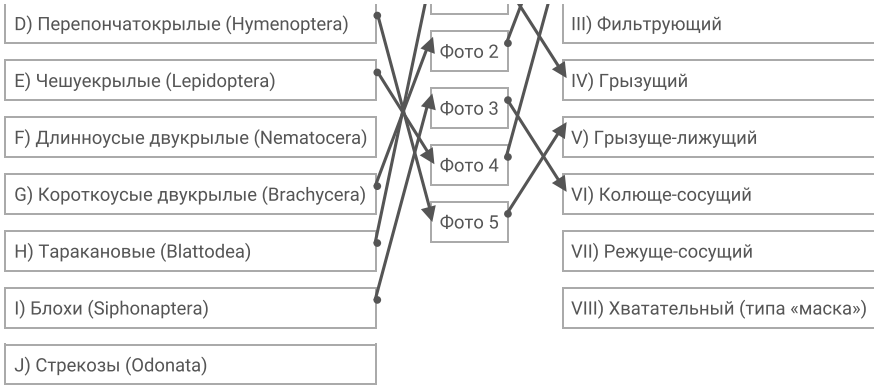 D) Перепончатокрылые (Hymenoptera)
E) Чешуекрылые (Lepidoptera)
F) Длинноусые двукрылые (Nematocera)
G) Короткоусые двукрылые (Brachycera)
H) Таракановые (Blattodea)
I) Блохи (Siphonaptera)
J) Стрекозы (Odonata)
Фото 2
Фото 3
Фото 4
Фото 5
III) Фильтрующий
IV) Грызущий
V) Грызуще-лижущий
VI) Колюще-сосущий
VII) Режуще-сосущий
VIII) Хватательный (типа «маска»)